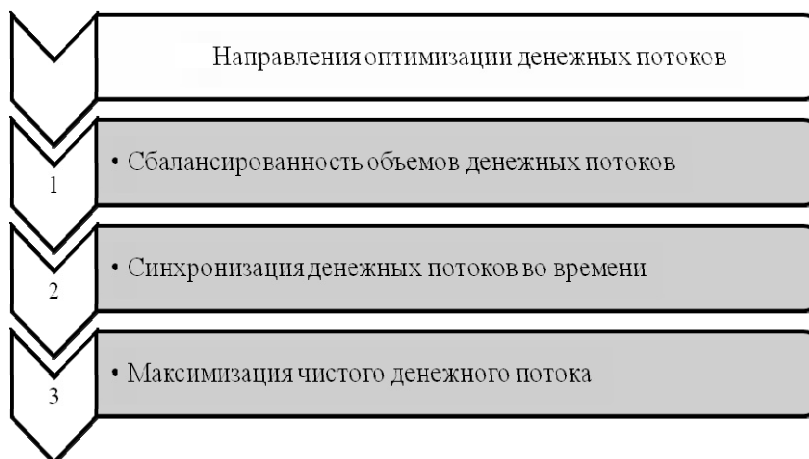 Направления оптимизации денежных потоков
1
• Сбалансированность объемов денежных потоков
2
• Синхронизация денежных потоков во времени
3
• Максимизация чистого денежного потока